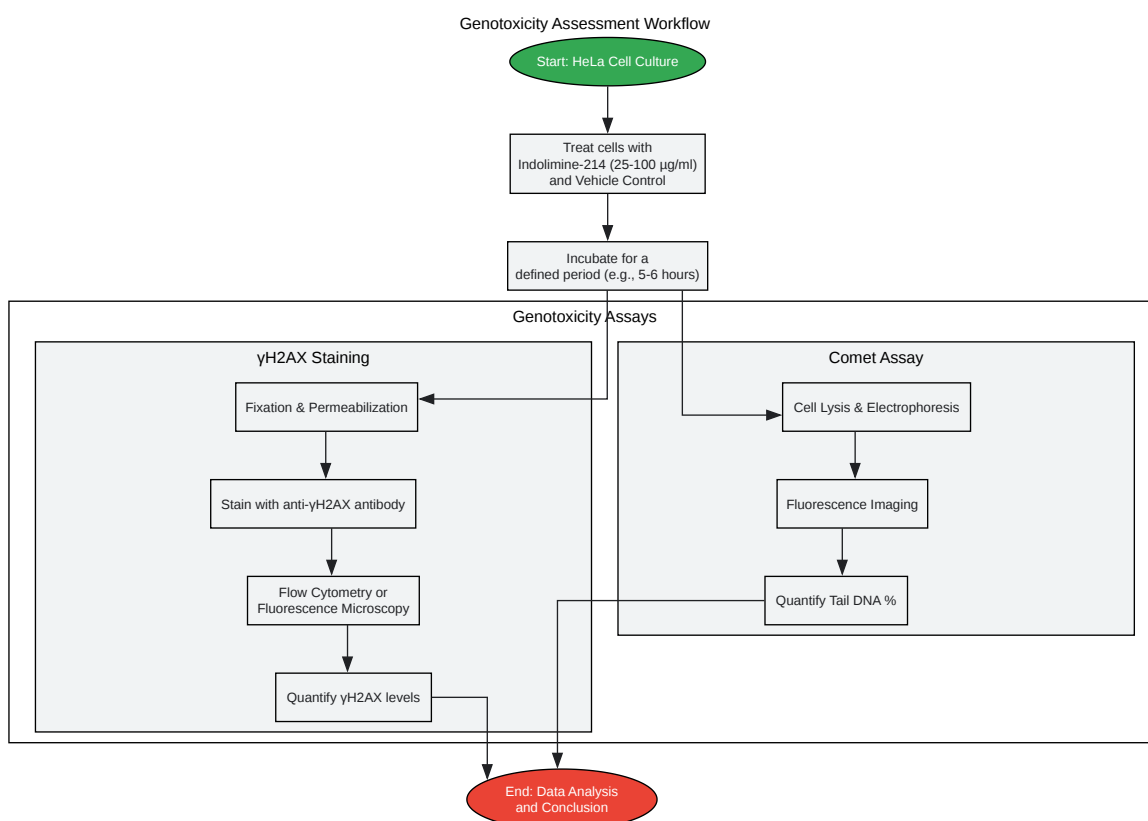 Genotoxicity Assessment Workflow
Start: HeLa Cell Culture
Treat cells with
Indolimine-214 (25-100 µg/ml)
and Vehicle Control
Incubate for a
defined period (e.g., 5-6 hours)
Genotoxicity Assays
γH2AX Staining
Fixation & Permeabilization
Stain with anti-γH2AX antibody
Flow Cytometry or
Fluorescence Microscopy
Quantify γH2AX levels
Comet Assay
Cell Lysis & Electrophoresis
Fluorescence Imaging
Quantify Tail DNA %
End: Data Analysis
and Conclusion